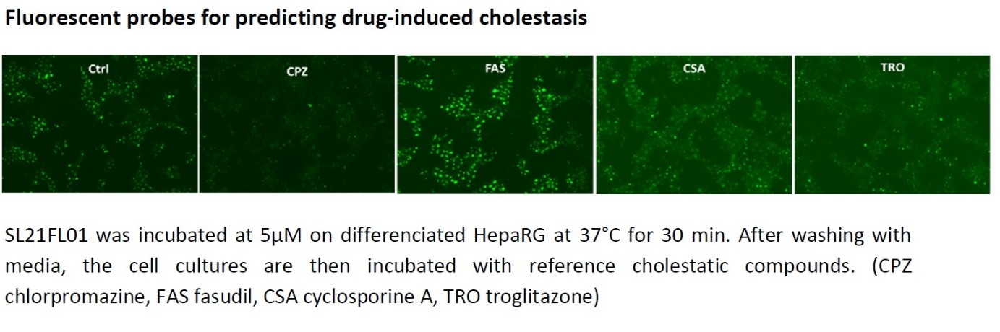 Fluorescent probes for predicting drug-induced cholestasis
Ctrl
CPZ
FAS
CSA
TRO
SL21FL01 was incubated at 5µM on differenciated HepaRG at 37°C for 30 min. After washing with
media, the cell cultures are then incubated with reference cholestatic compounds. (CPZ
chlorpromazine, FAS fasudil, CSA cyclosporine A, TRO troglitazone)